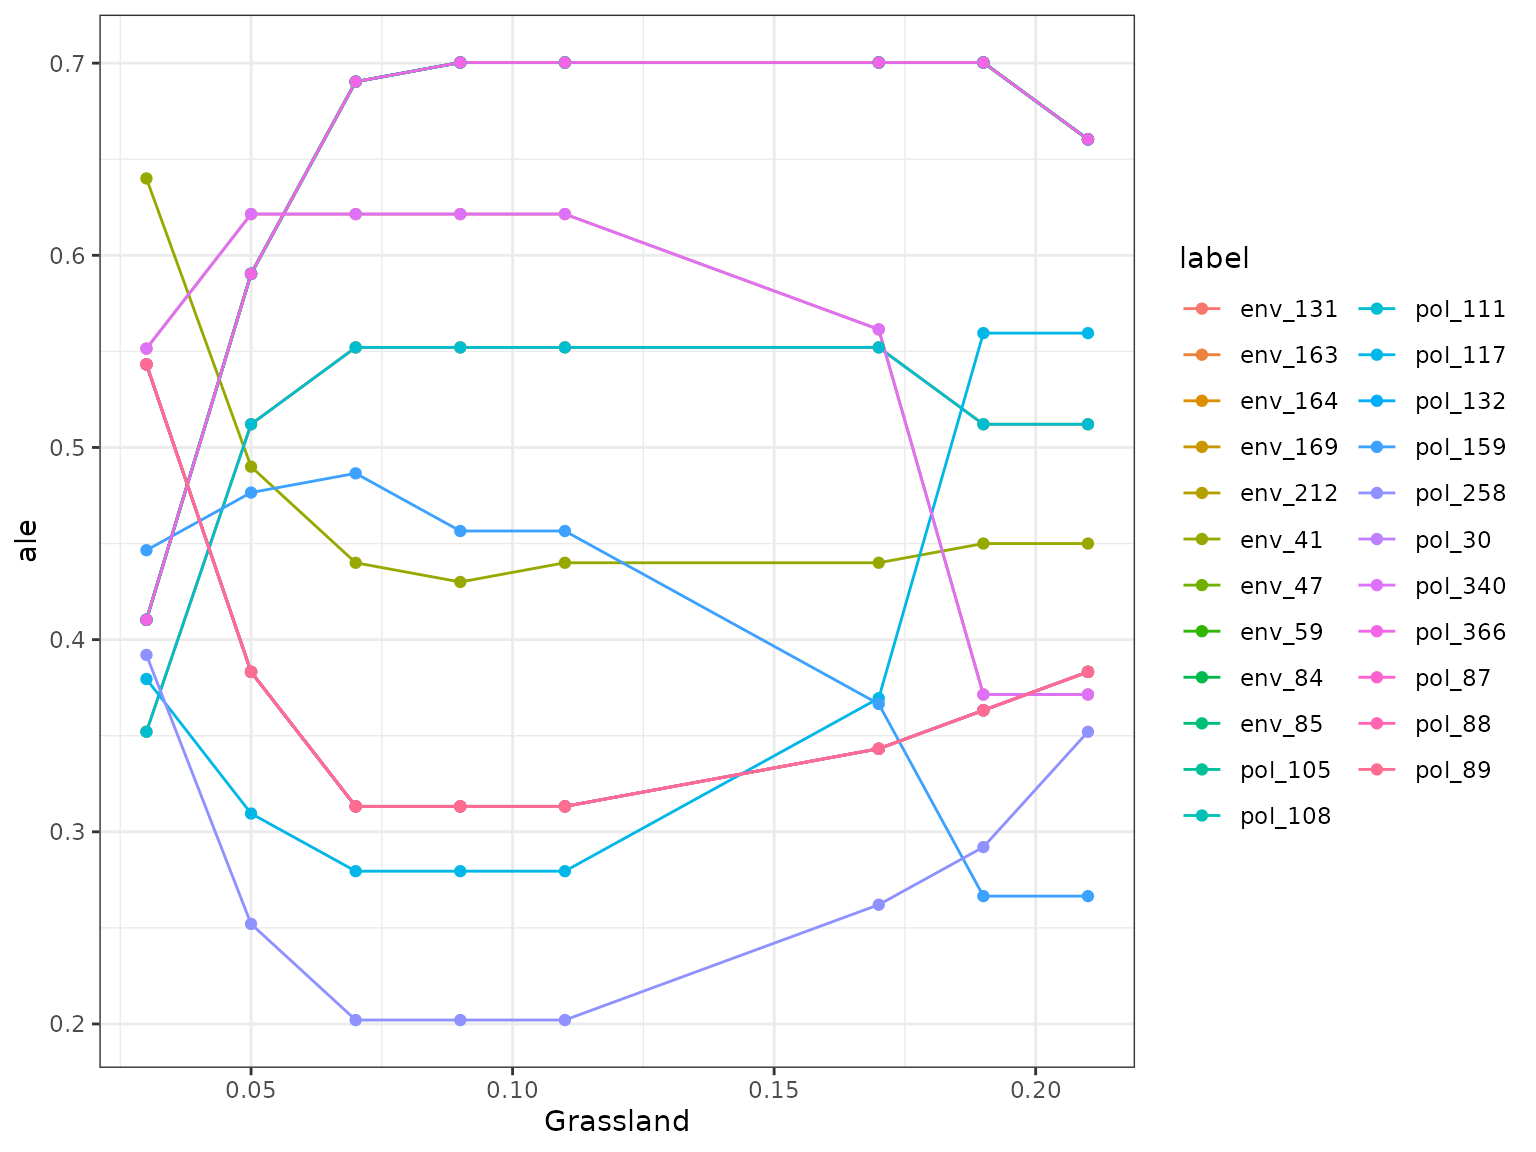 0.7
0.6
0.5
0.4
0.3
0.2
ale
0.05 0.10 0.15 0.20
Grassland
label
env_131 pol_111
env_163 pol_117
env_164 pol_132
env_169 pol_159
env_212 pol_258
env_41 pol_30
env_47 pol_340
env_59 pol_366
env_84 pol_87
env_85 pol_88
pol_105 pol_89
pol_108